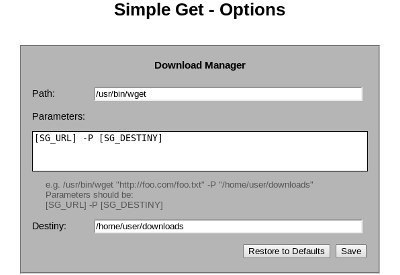 Simple Get - Options
Download Manager
Path: /usr/bin/wget
Parameters:
[SG_URL] -P [SG_DESTINY]
e.g. /usr/bin/wget "http://foo.com/foo.txt" -P "/home/user/downloads"
Parameters should be:
[SG_URL] -P [SG_DESTINY]
Destiny: /home/user/downloads
Restore to Defaults Save